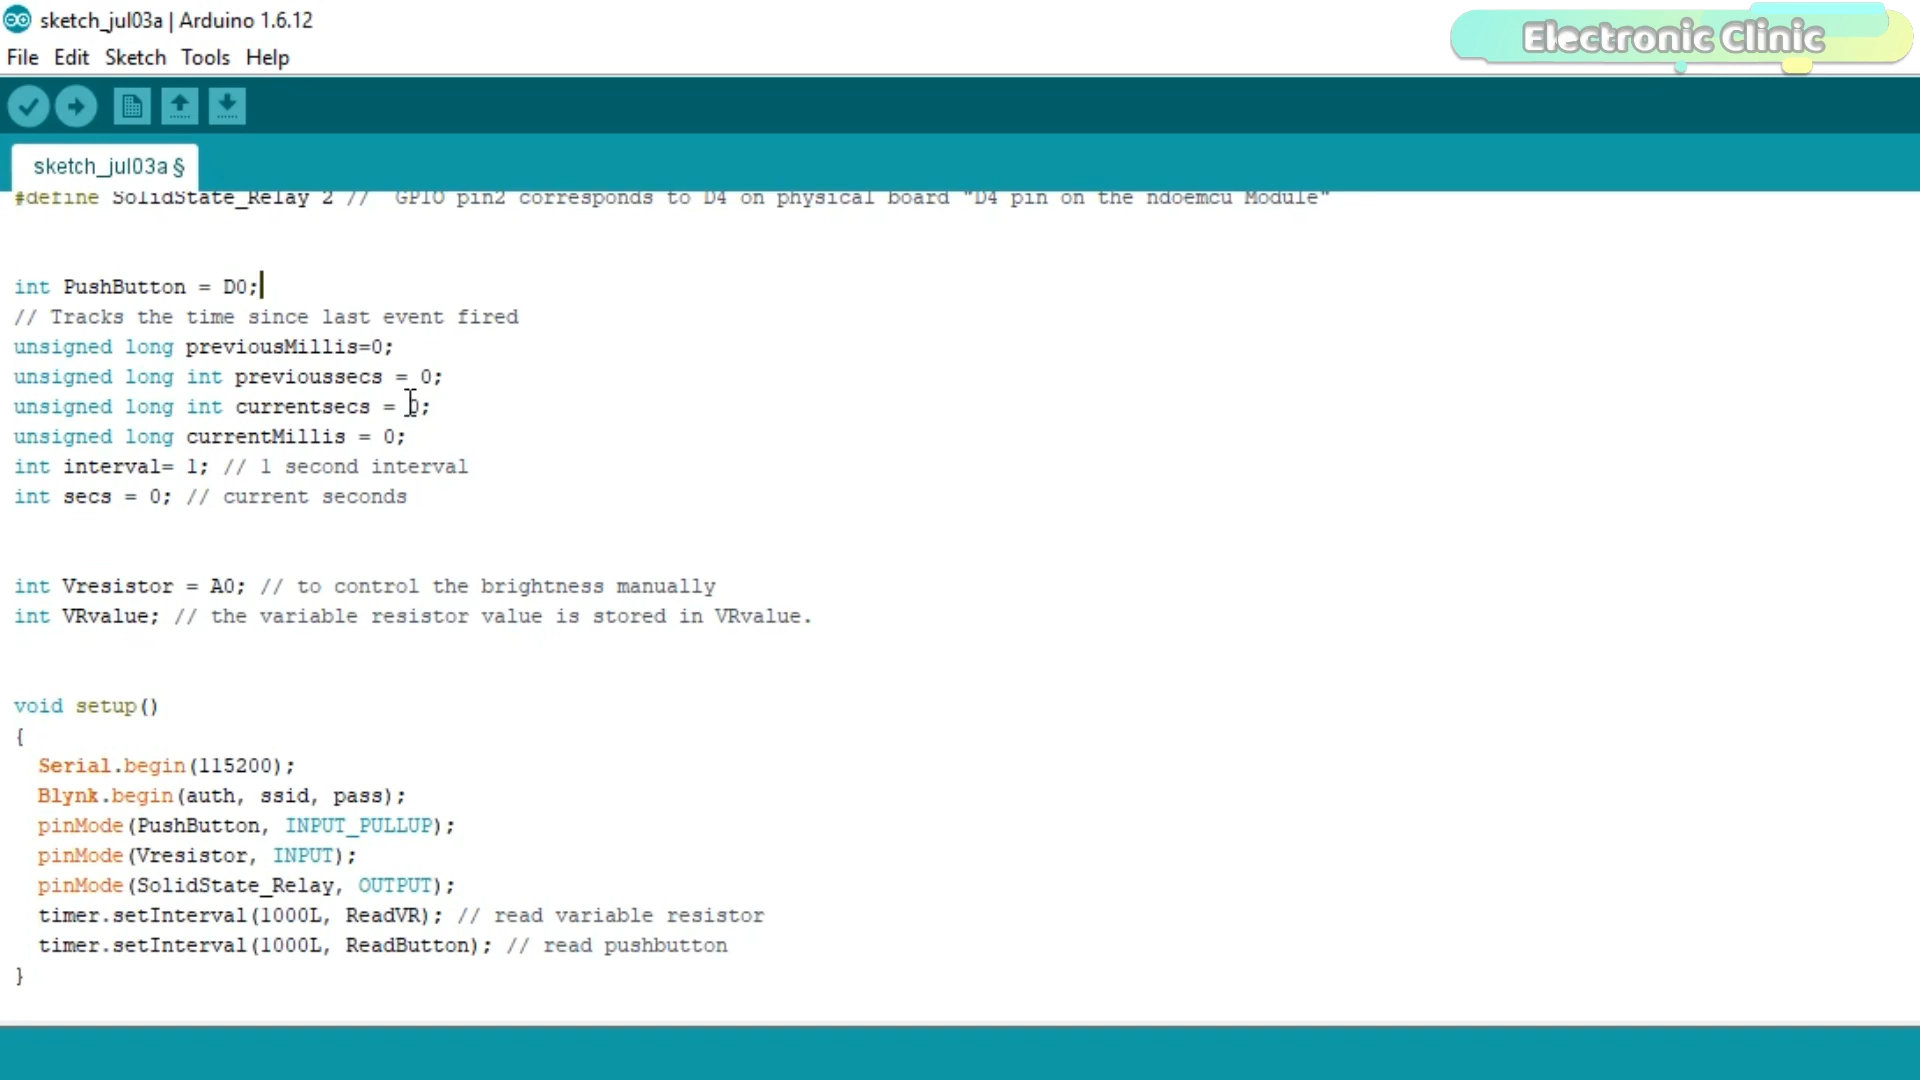 sketch_jul03a | Arduino 1.6.12
Electronic Clinic
File Edit Sketch Tools Help
sketch_jul03a §
#define SolidState_Relay 2 //  GPIO pin2 corresponds to D4 on physical board "D4 pin on the ndoemcu Module"
int PushButton = D0;
// Tracks the time since last event fired
unsigned long previousMillis=0;
unsigned long int previoussecs = 0;
unsigned long int currentsecs = 0;
unsigned long currentMillis = 0;
int interval= 1; // 1 second interval
int secs = 0; // current seconds
int Vresistor = A0; // to control the brightness manually
int VRvalue; // the variable resistor value is stored in VRvalue.
void setup()
{
Serial.begin(115200);
Blynk.begin(auth, ssid, pass);
pinMode(PushButton, INPUT_PULLUP);
pinMode(Vresistor, INPUT);
pinMode(SolidState_Relay, OUTPUT);
timer.setInterval(1000L, ReadVR); // read variable resistor
timer.setInterval(1000L, ReadButton); // read pushbutton
}